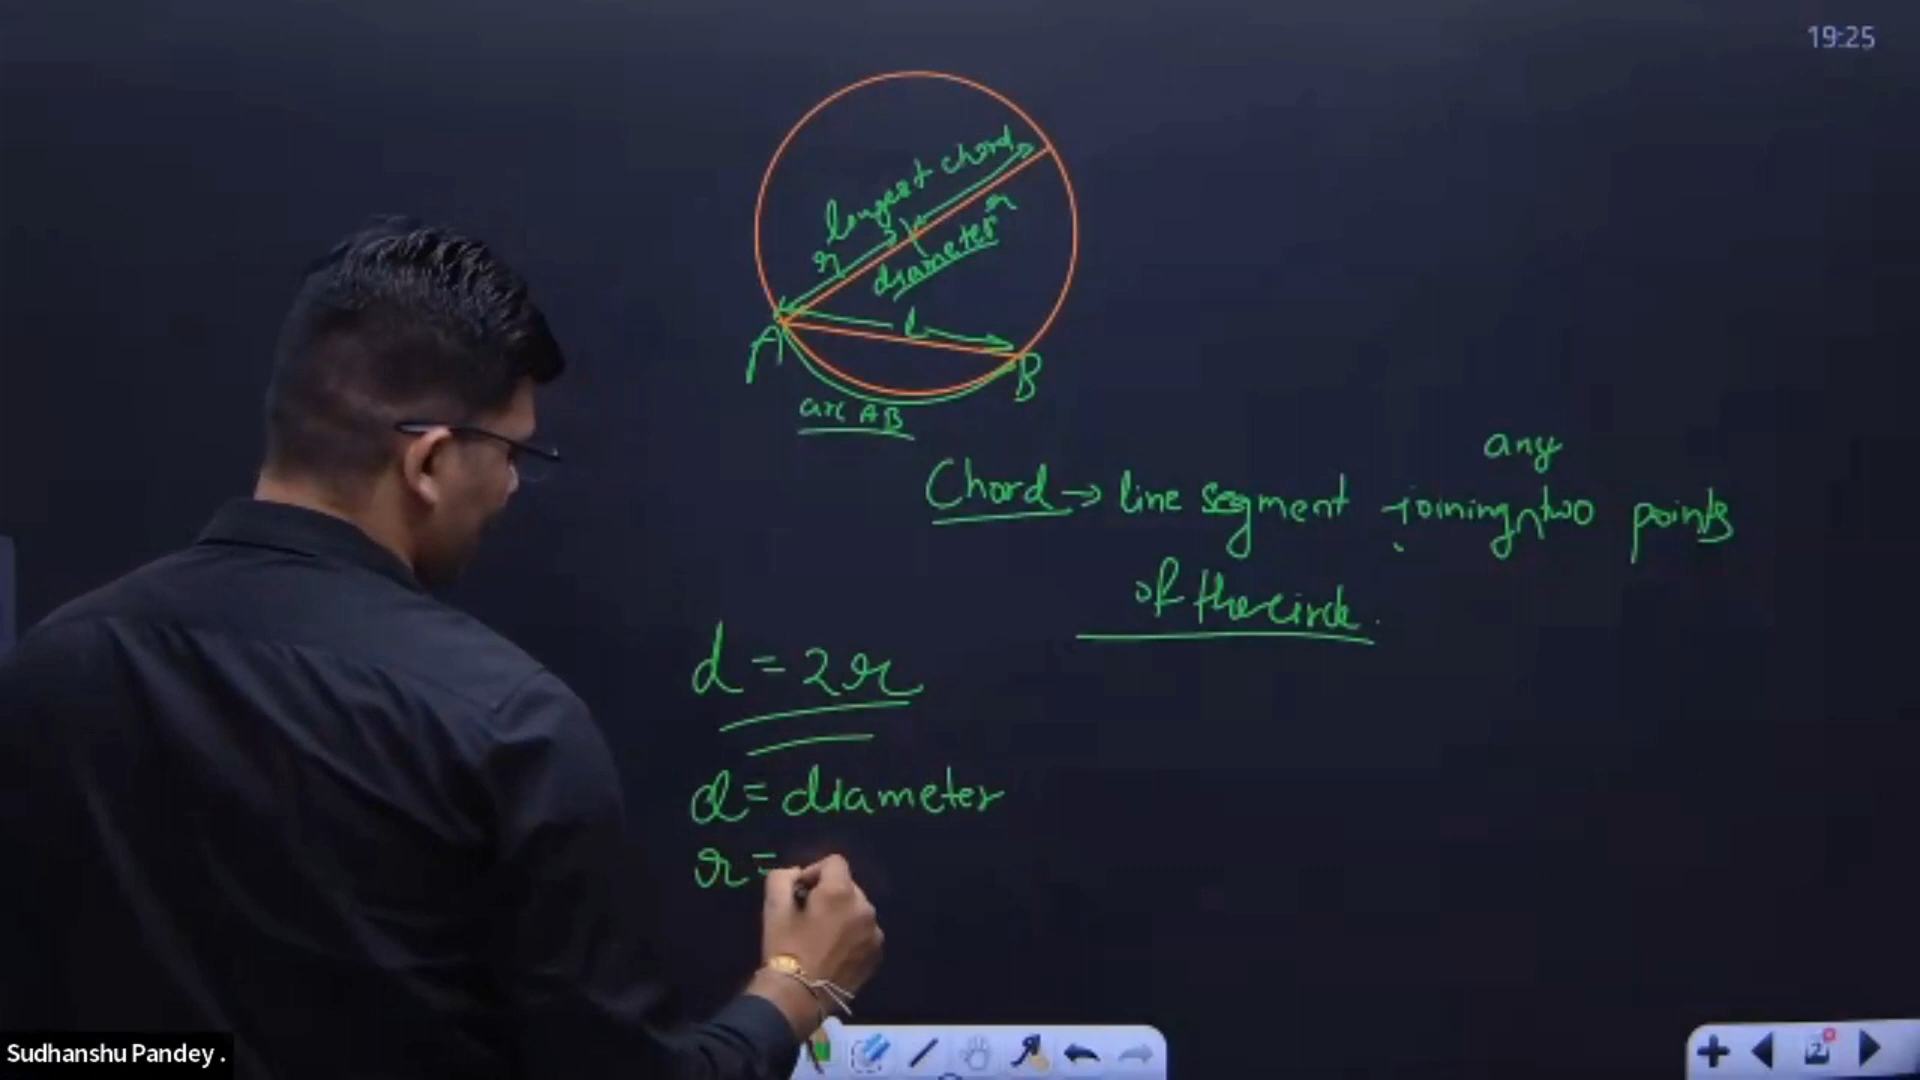 19:25
longest chord
r
r
diameter
l
A
B
arc AB
any
Chord → line segment joining two points
of the circle.
d = 2r
d = diameter
r =
2
Sudhanshu Pandey .